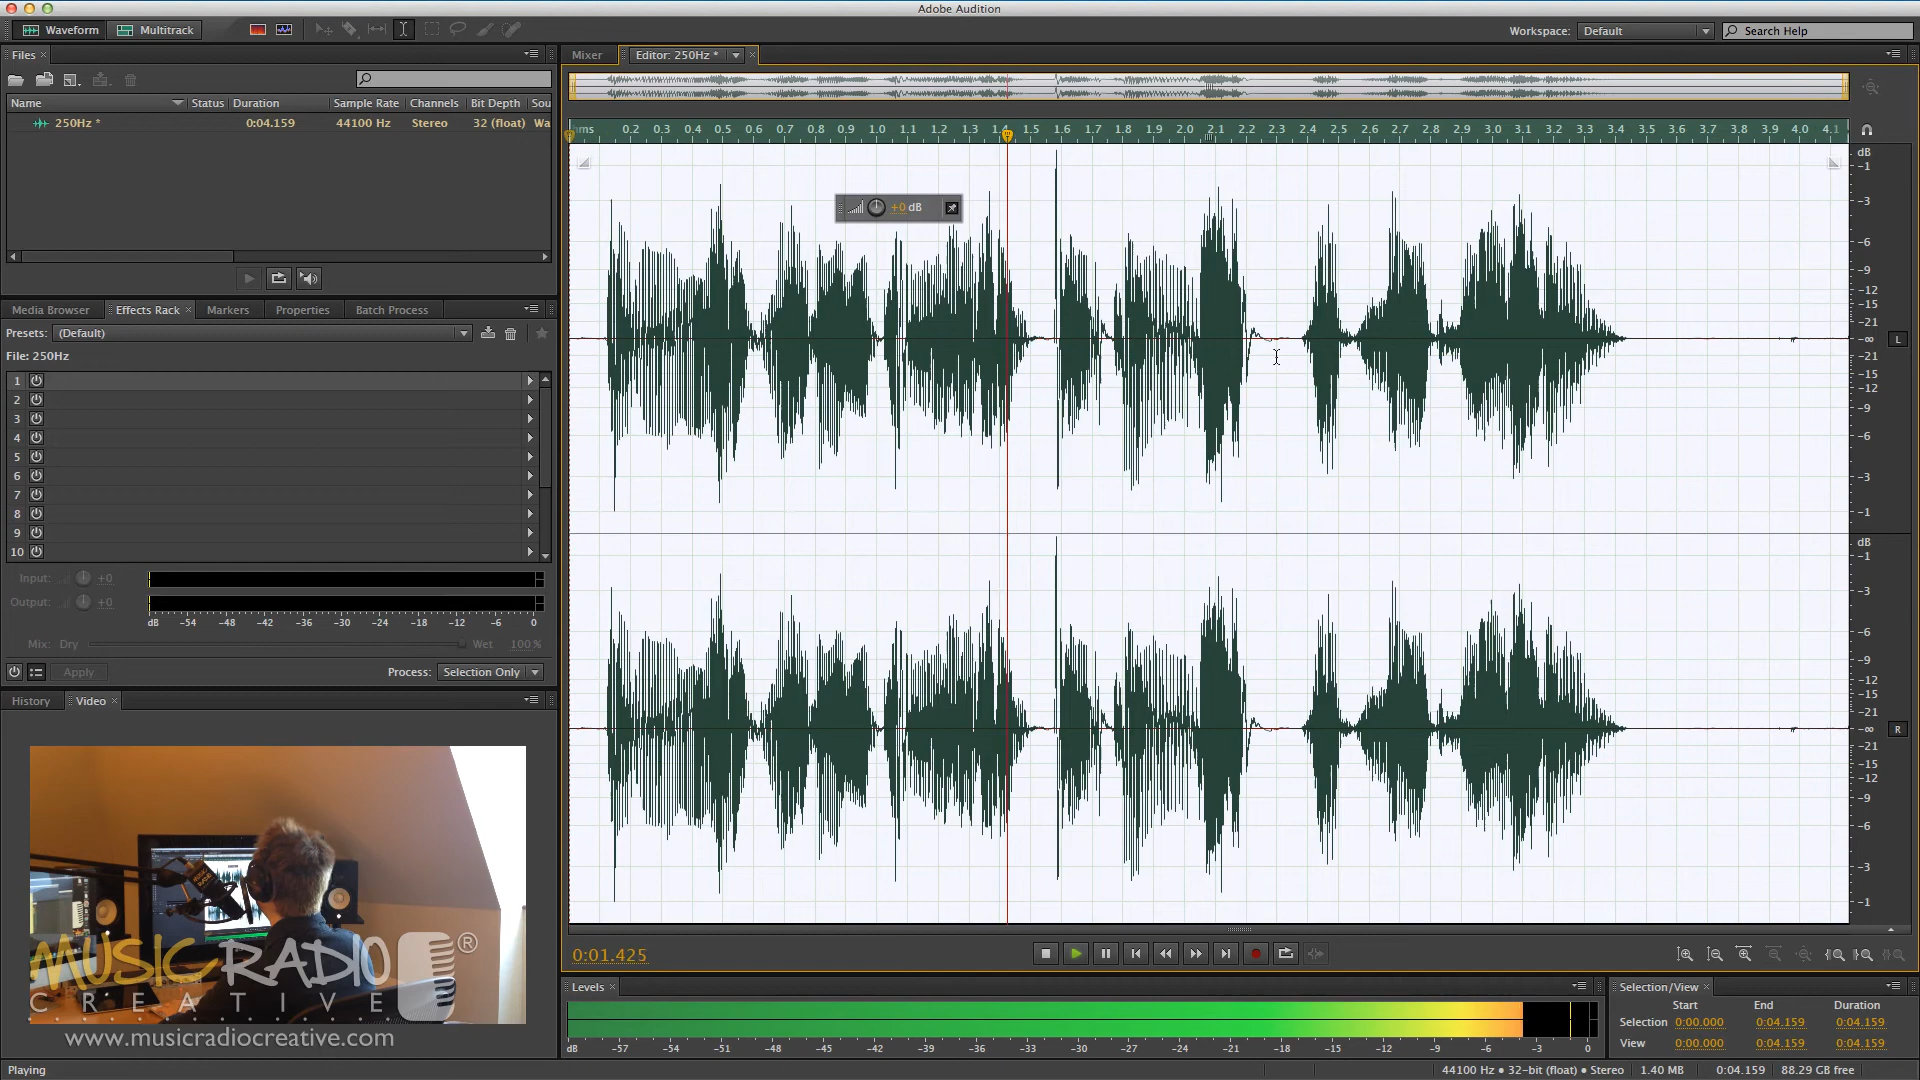 Adobe Audition
Waveform Multitrack
Workspace: Default
Search Help
Files
Name Status Duration Sample Rate Channels Bit Depth Sou
250Hz * 0:04.159 44100 Hz Stereo 32 (float) Wa
Media Browser Effects Rack Markers Properties Batch Process
Presets: (Default)
File: 250Hz
1
2
3
4
5
6
7
8
9
10
Input: +0
Output: +0
dB -54 -48 -42 -36 -30 -24 -18 -12 -6 0
Mix: Dry Wet 100 %
Apply Process: Selection Only
History Video
MUSIC RADIO ®
CREATIVE
www.musicradiocreative.com
Mixer Editor: 250Hz *
hms 0.2 0.3 0.4 0.5 0.6 0.7 0.8 0.9 1.0 1.1 1.2 1.3 1.4 1.5 1.6 1.7 1.8 1.9 2.0 2.1 2.2 2.3 2.4 2.5 2.6 2.7 2.8 2.9 3.0 3.1 3.2 3.3 3.4 3.5 3.6 3.7 3.8 3.9 4.0 4.1
+0 dB
dB
-1
-3
-6
-9
-12
-15
-21
-∞ L
-21
-15
-12
-9
-6
-3
-1
dB
-1
-3
-6
-9
-12
-15
-21
-∞ R
-21
-15
-12
-9
-6
-3
-1
0:01.425
Levels
dB -57 -54 -51 -48 -45 -42 -39 -36 -33 -30 -27 -24 -21 -18 -15 -12 -9 -6 -3 0
Selection/View
Start End Duration
Selection 0:00.000 0:04.159 0:04.159
View 0:00.000 0:04.159 0:04.159
Playing
44100 Hz • 32-bit (float) • Stereo 1.40 MB 0:04.159 88.29 GB free